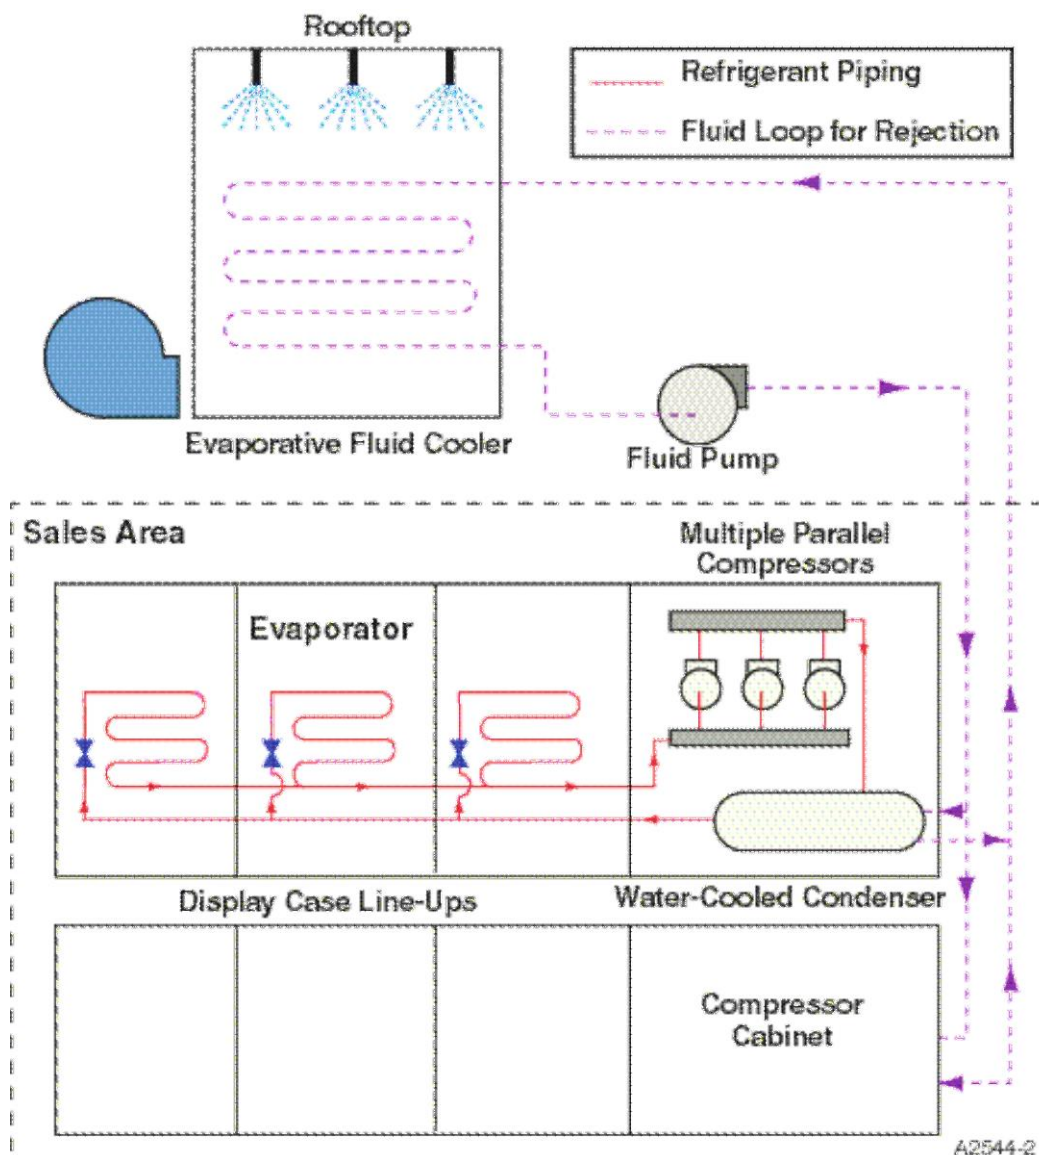 Rooftop
Refrigerant Piping
Fluid Loop for Rejection
Evaporative Fluid Cooler
Fluid Pump
Sales Area
Multiple Parallel
Compressors
Evaporator
Display Case Line-Ups
Water-Cooled Condenser
Compressor
Cabinet
A2544-2